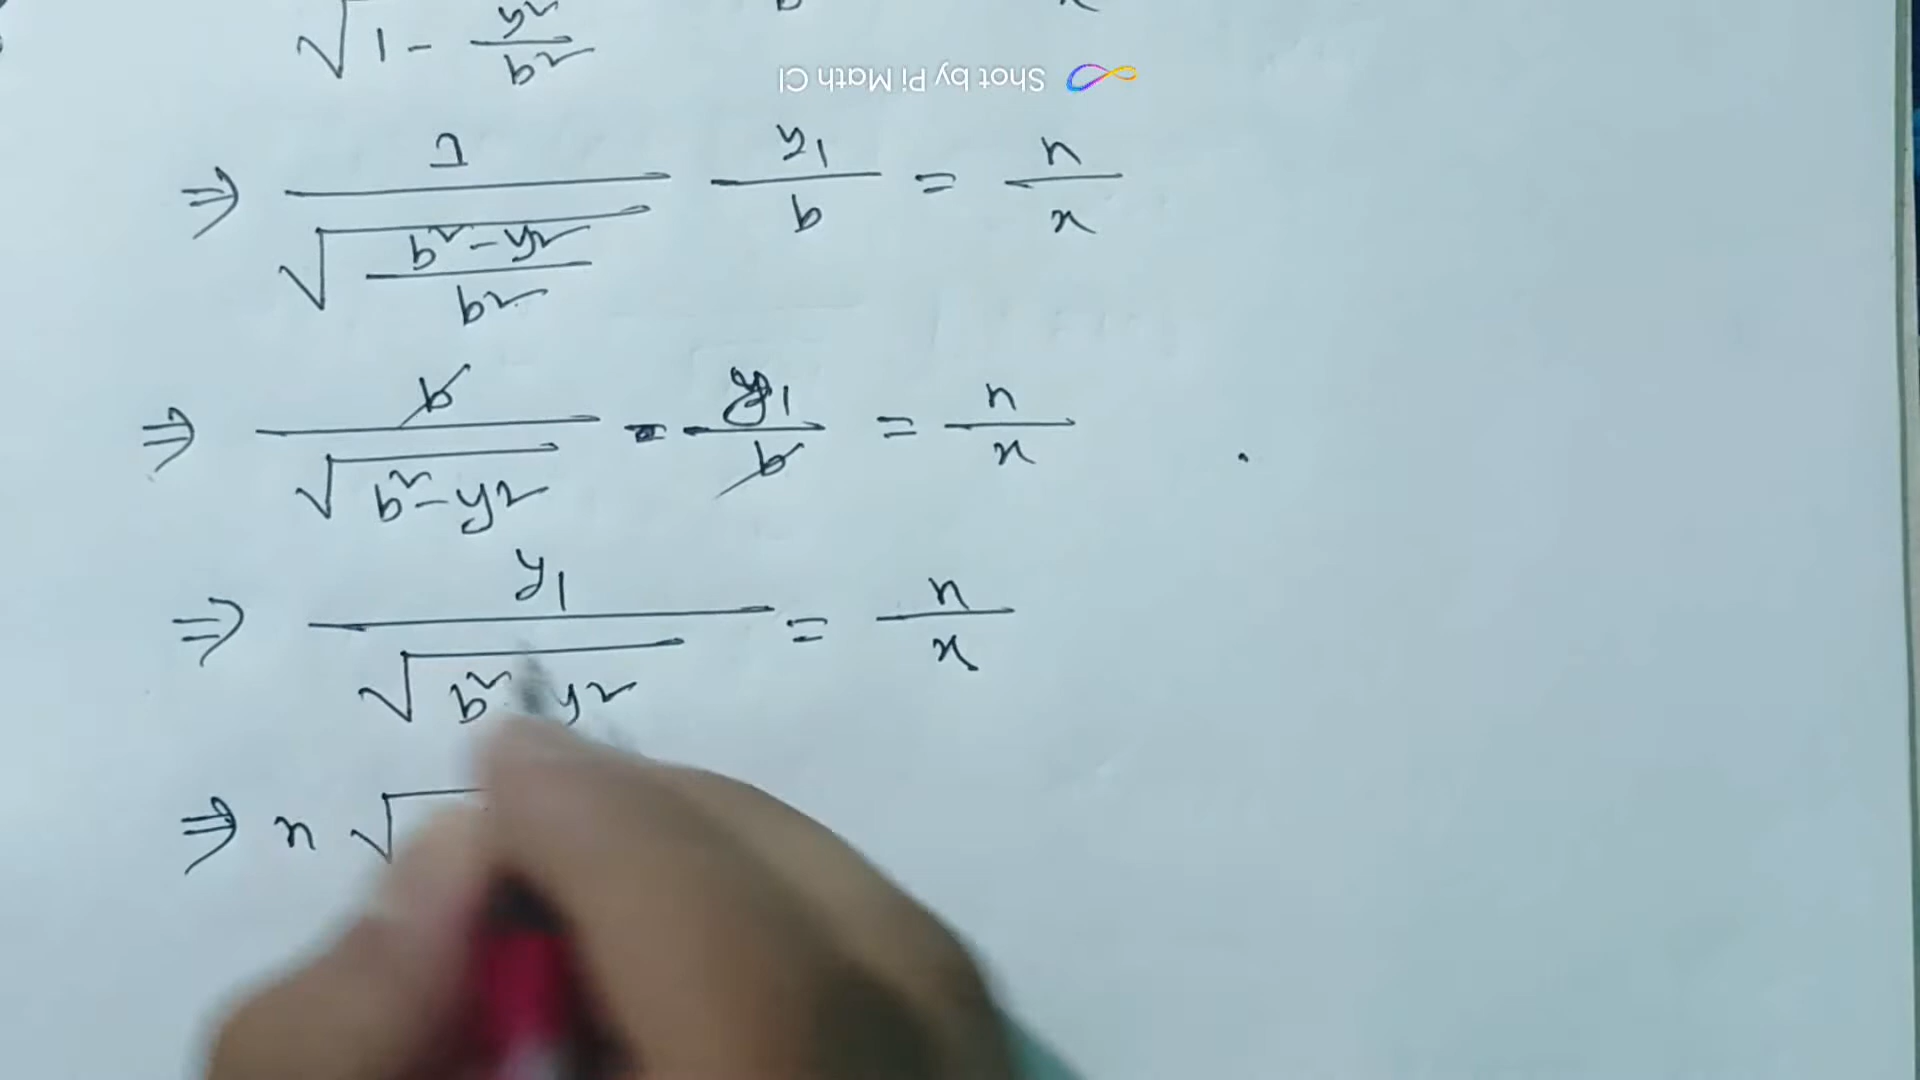 √1 - y²/b²
Shot by Pi Math Cl
⇒ 1/√((b² - y²)/b²) y₁/b = n/x
⇒ b/√(b² - y²) - y₁/b = n/x
⇒ y₁/√(b² - y²) = n/x
⇒ n √